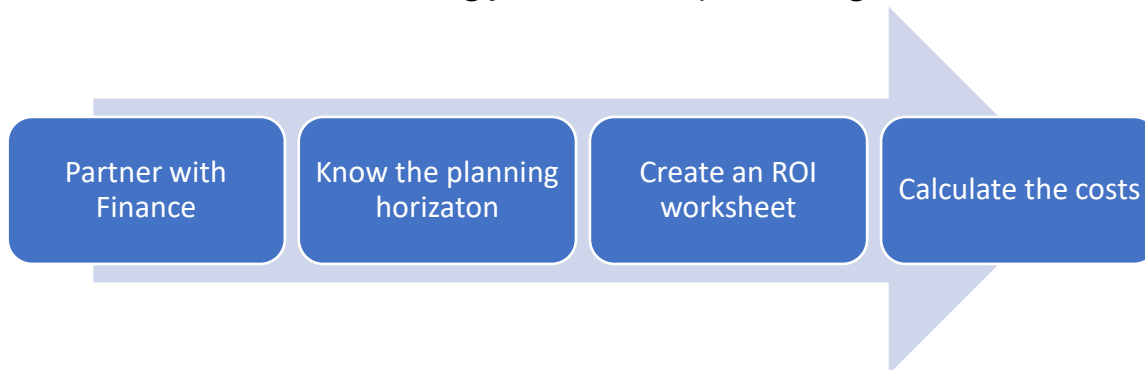 Partner with
Finance
Know the planning
horizaton
Create an ROI
worksheet
Calculate the costs